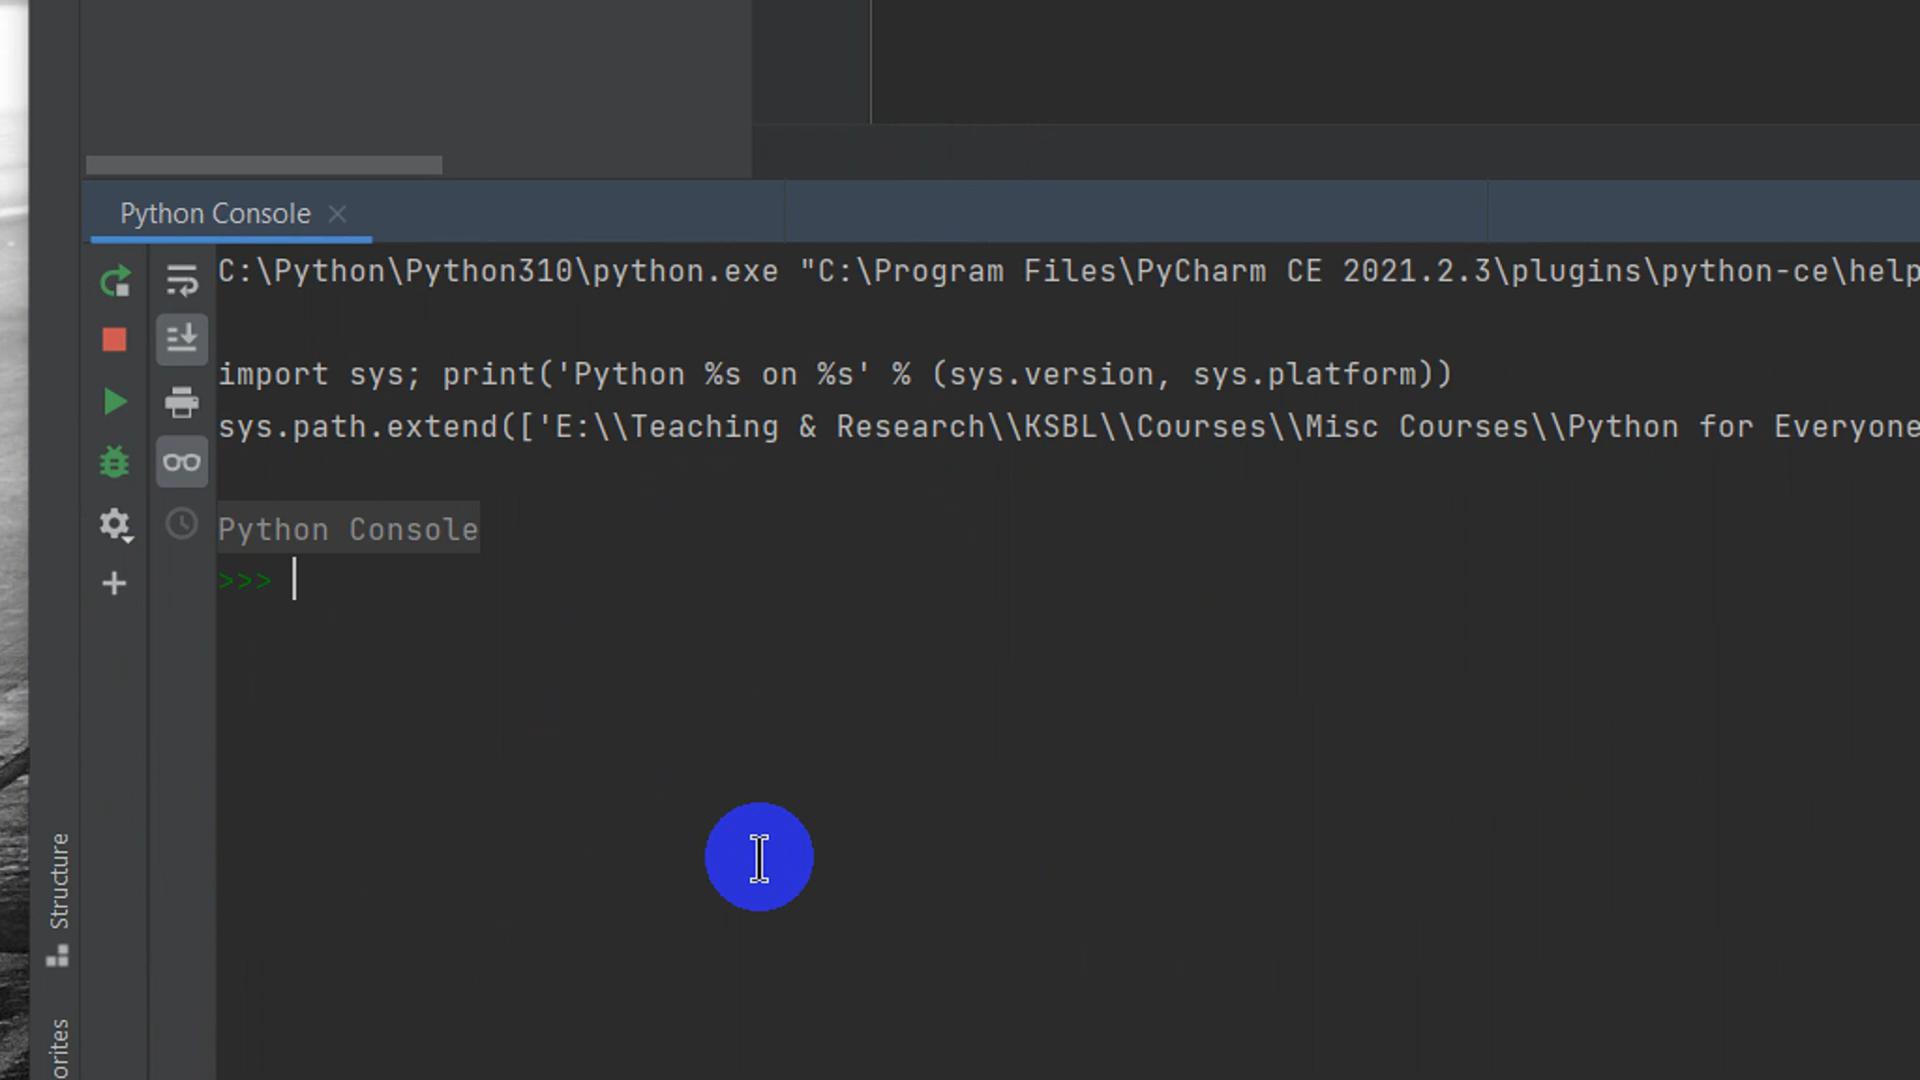 Python Console
C:\Python\Python310\python.exe "C:\Program Files\PyCharm CE 2021.2.3\plugins\python-ce\help
import sys; print('Python %s on %s' % (sys.version, sys.platform))
sys.path.extend(['E:\\Teaching & Research\\KSBL\\Courses\\Misc Courses\\Python for Everyone
Python Console
>>>
Structure
orites